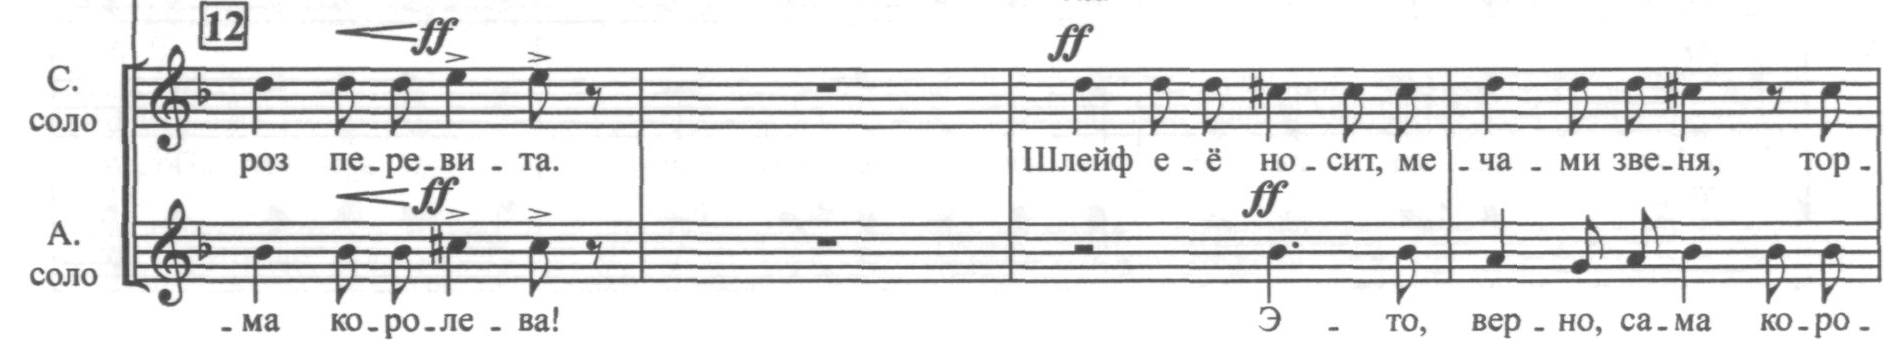 12
ff
ff
С.
соло
роз пе-ре-ви-та. Шлейф е-ё но-сит, ме-ча-ми зве-ня, тор-
ff
ff
А.
соло
-ма ко-ро-ле-ва! Э-то, вер-но, са-ма ко-ро-